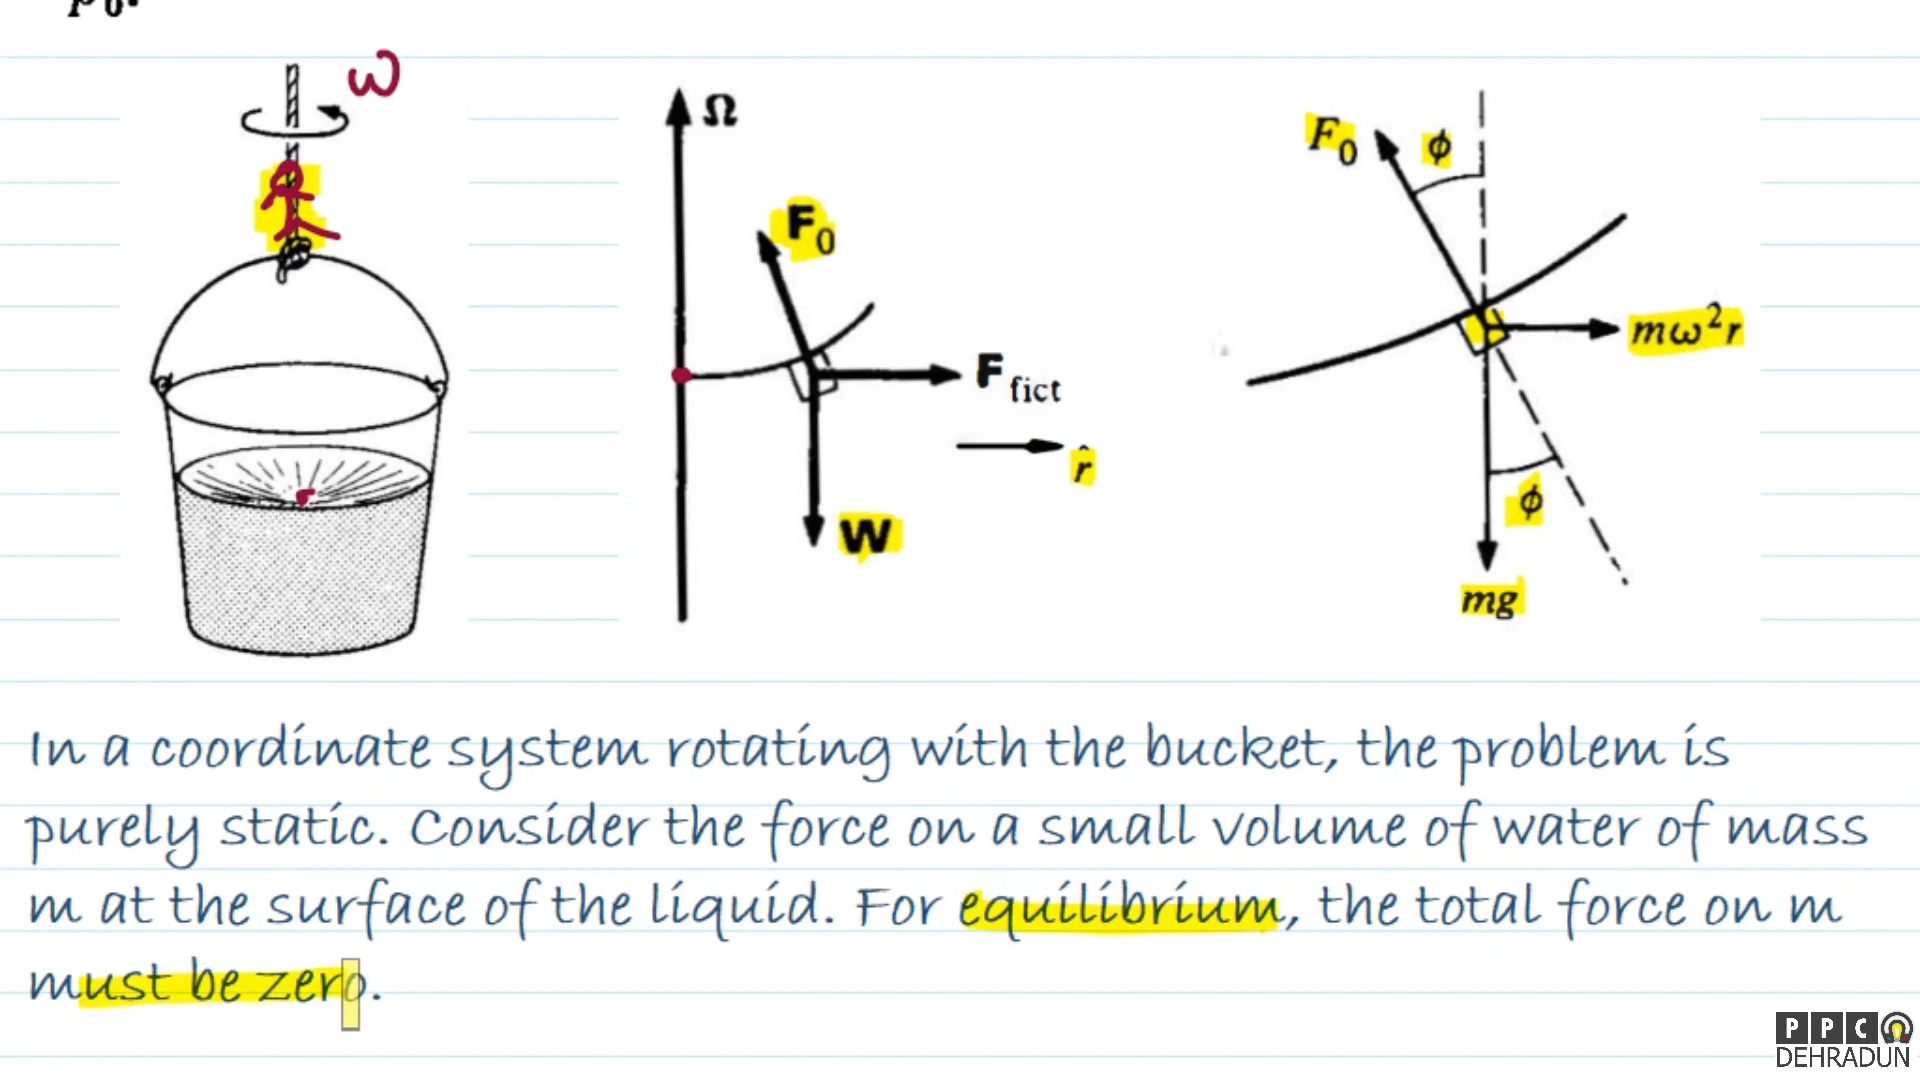 p₀.
ω
Ω
F₀
F fict
r̂
W
F₀
ϕ
mω²r
ϕ
mg
In a coordinate system rotating with the bucket, the problem is
purely static. Consider the force on a small volume of water of mass
m at the surface of the liquid. For equilibrium, the total force on m
must be zero.
PPC
DEHRADUN